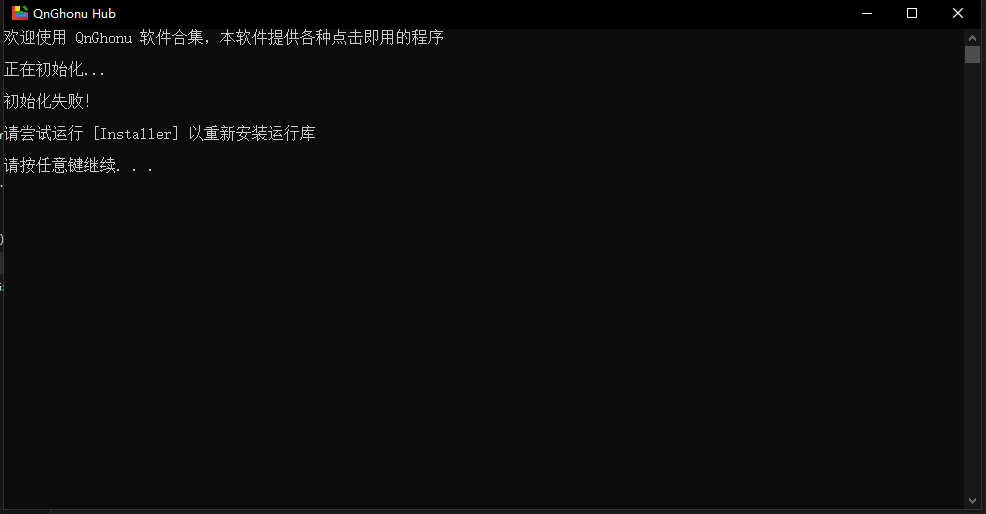 QnGhonu Hub
欢迎使用 QnGhonu 软件合集，本软件提供各种点击即用的程序
正在初始化...
初始化失败!
请尝试运行 [Installer] 以重新安装运行库
请按任意键继续. . .